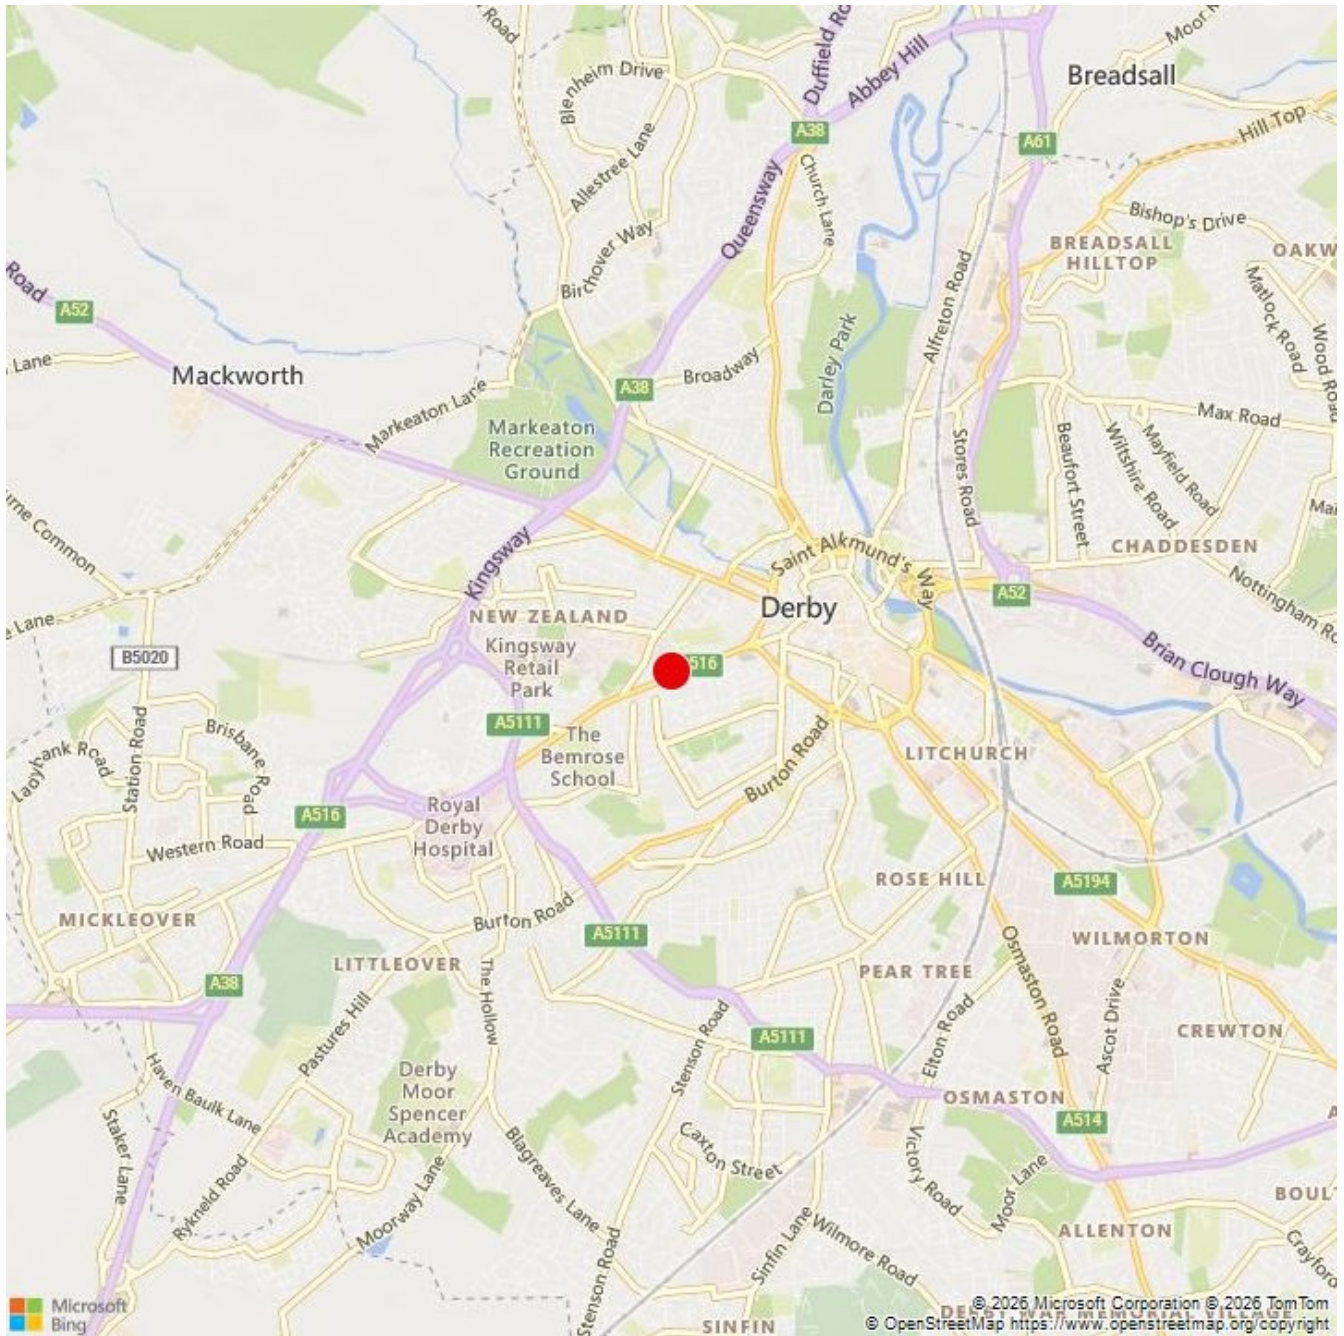 Road
Duffield Ro
Abbey Hill
Moor R
Breadsall
Blenheim Drive
A38
A61
Hill Top
Allestree Lane
Church Lane
Queensway
Bishop's Drive
BREADSALL
HILLTOP
OAKW
Birchover Way
Road
A52
Alfreton Road
Matlock Road
Wood Road
Lane
Mackworth
Darley Park
Broadway
A38
Markeaton Lane
Markeaton
Recreation
Ground
Max Road
Stores Road
Beaufort Street
Wiltshire Road
Mayfield Road
Mai
urne Common
Kingsway
Saint Alkmund's Way
CHADDESDEN
Nottingham Ro
A52
Derby
NEW ZEALAND
e Lane
B5020
Kingsway
Retail
Park
516
Brian Clough Way
A5111
The
Bemrose
School
Station Road
Brisbane Road
Ladybank Road
Burton Road
LITCHURCH
A516
Royal
Derby
Hospital
Western Road
ROSE HILL
A5194
MICKLEOVER
Burton Road
A5111
WILMORTON
LITTLEOVER
The Hollow
PEAR TREE
Osmaston Road
A38
Pastures Hill
Stenson Road
A5111
Elton Road
Ascot Drive
CREWTON
Haven Baulk Lane
Derby
Moor
Spencer
Academy
OSMASTON
A514
A
Staker Lane
Blagreaves Lane
Caxton Street
Victory Road
Moor Lane
Rykneld Road
Moorway Lane
BOUL
ALLENTON
Stenson Road
Sinfin Lane
Wilmore Road
Crayford
Microsoft
Bing
SINFIN
DERBY WAR MEMORIAL VILLAGE
© 2026 Microsoft Corporation © 2026 TomTom
© OpenStreetMap https://www.openstreetmap.org/copyright